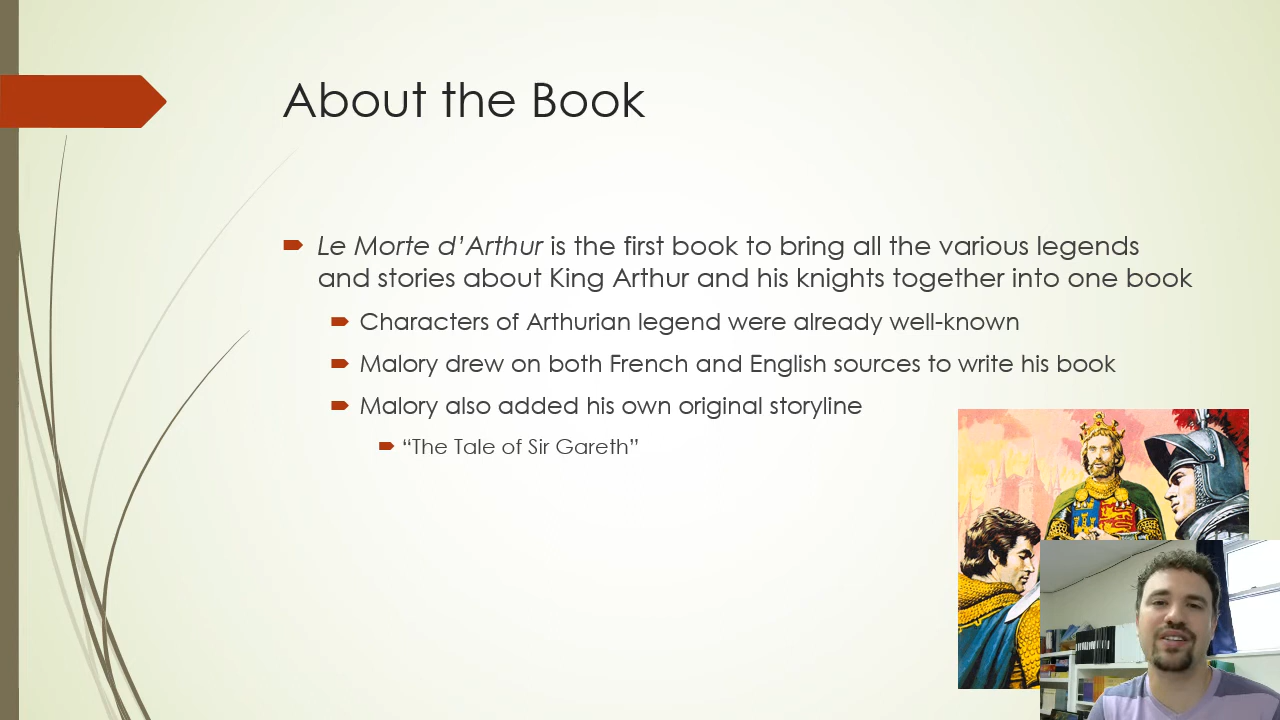 About the Book
Le Morte d’Arthur is the first book to bring all the various legends
and stories about King Arthur and his knights together into one book
Characters of Arthurian legend were already well-known
Malory drew on both French and English sources to write his book
Malory also added his own original storyline
“The Tale of Sir Gareth”